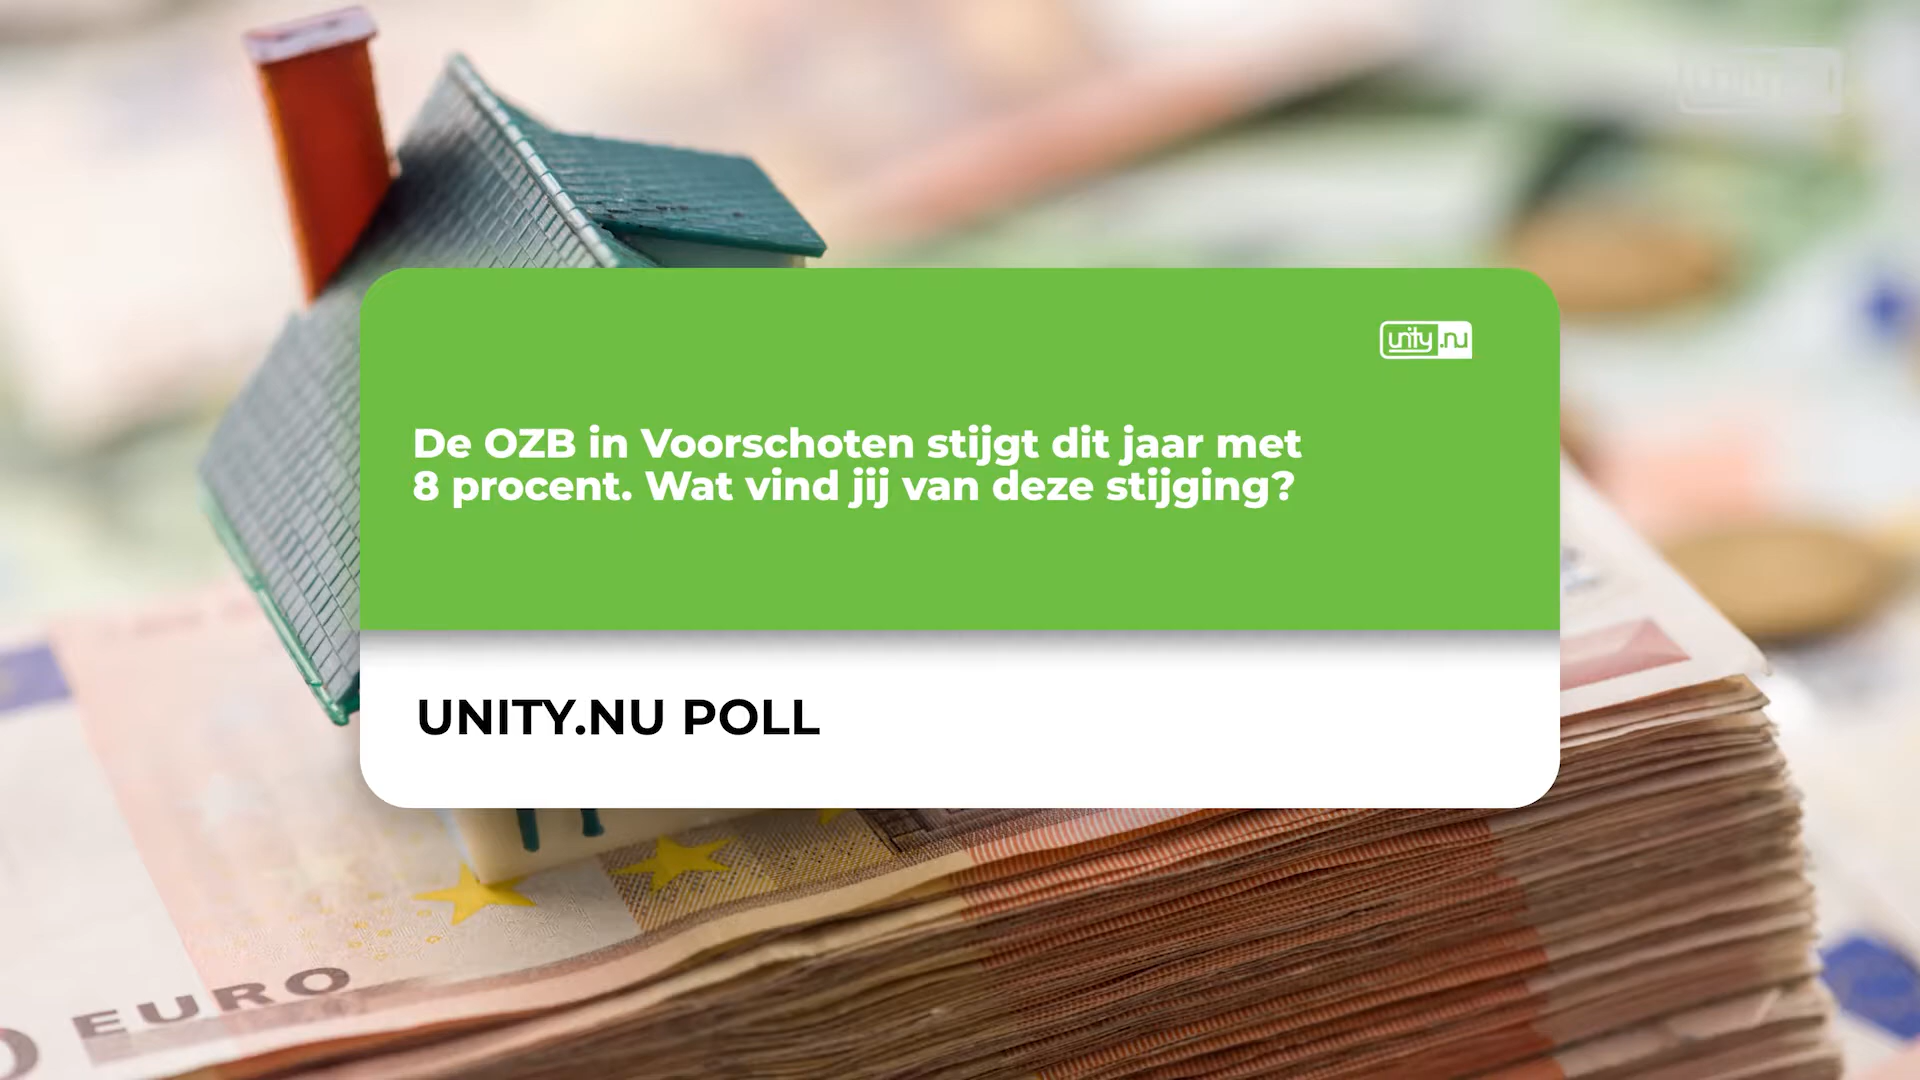 unity.nu
De OZB in Voorschoten stijgt dit jaar met
8 procent. Wat vind jij van deze stijging?
UNITY.NU POLL
EURO